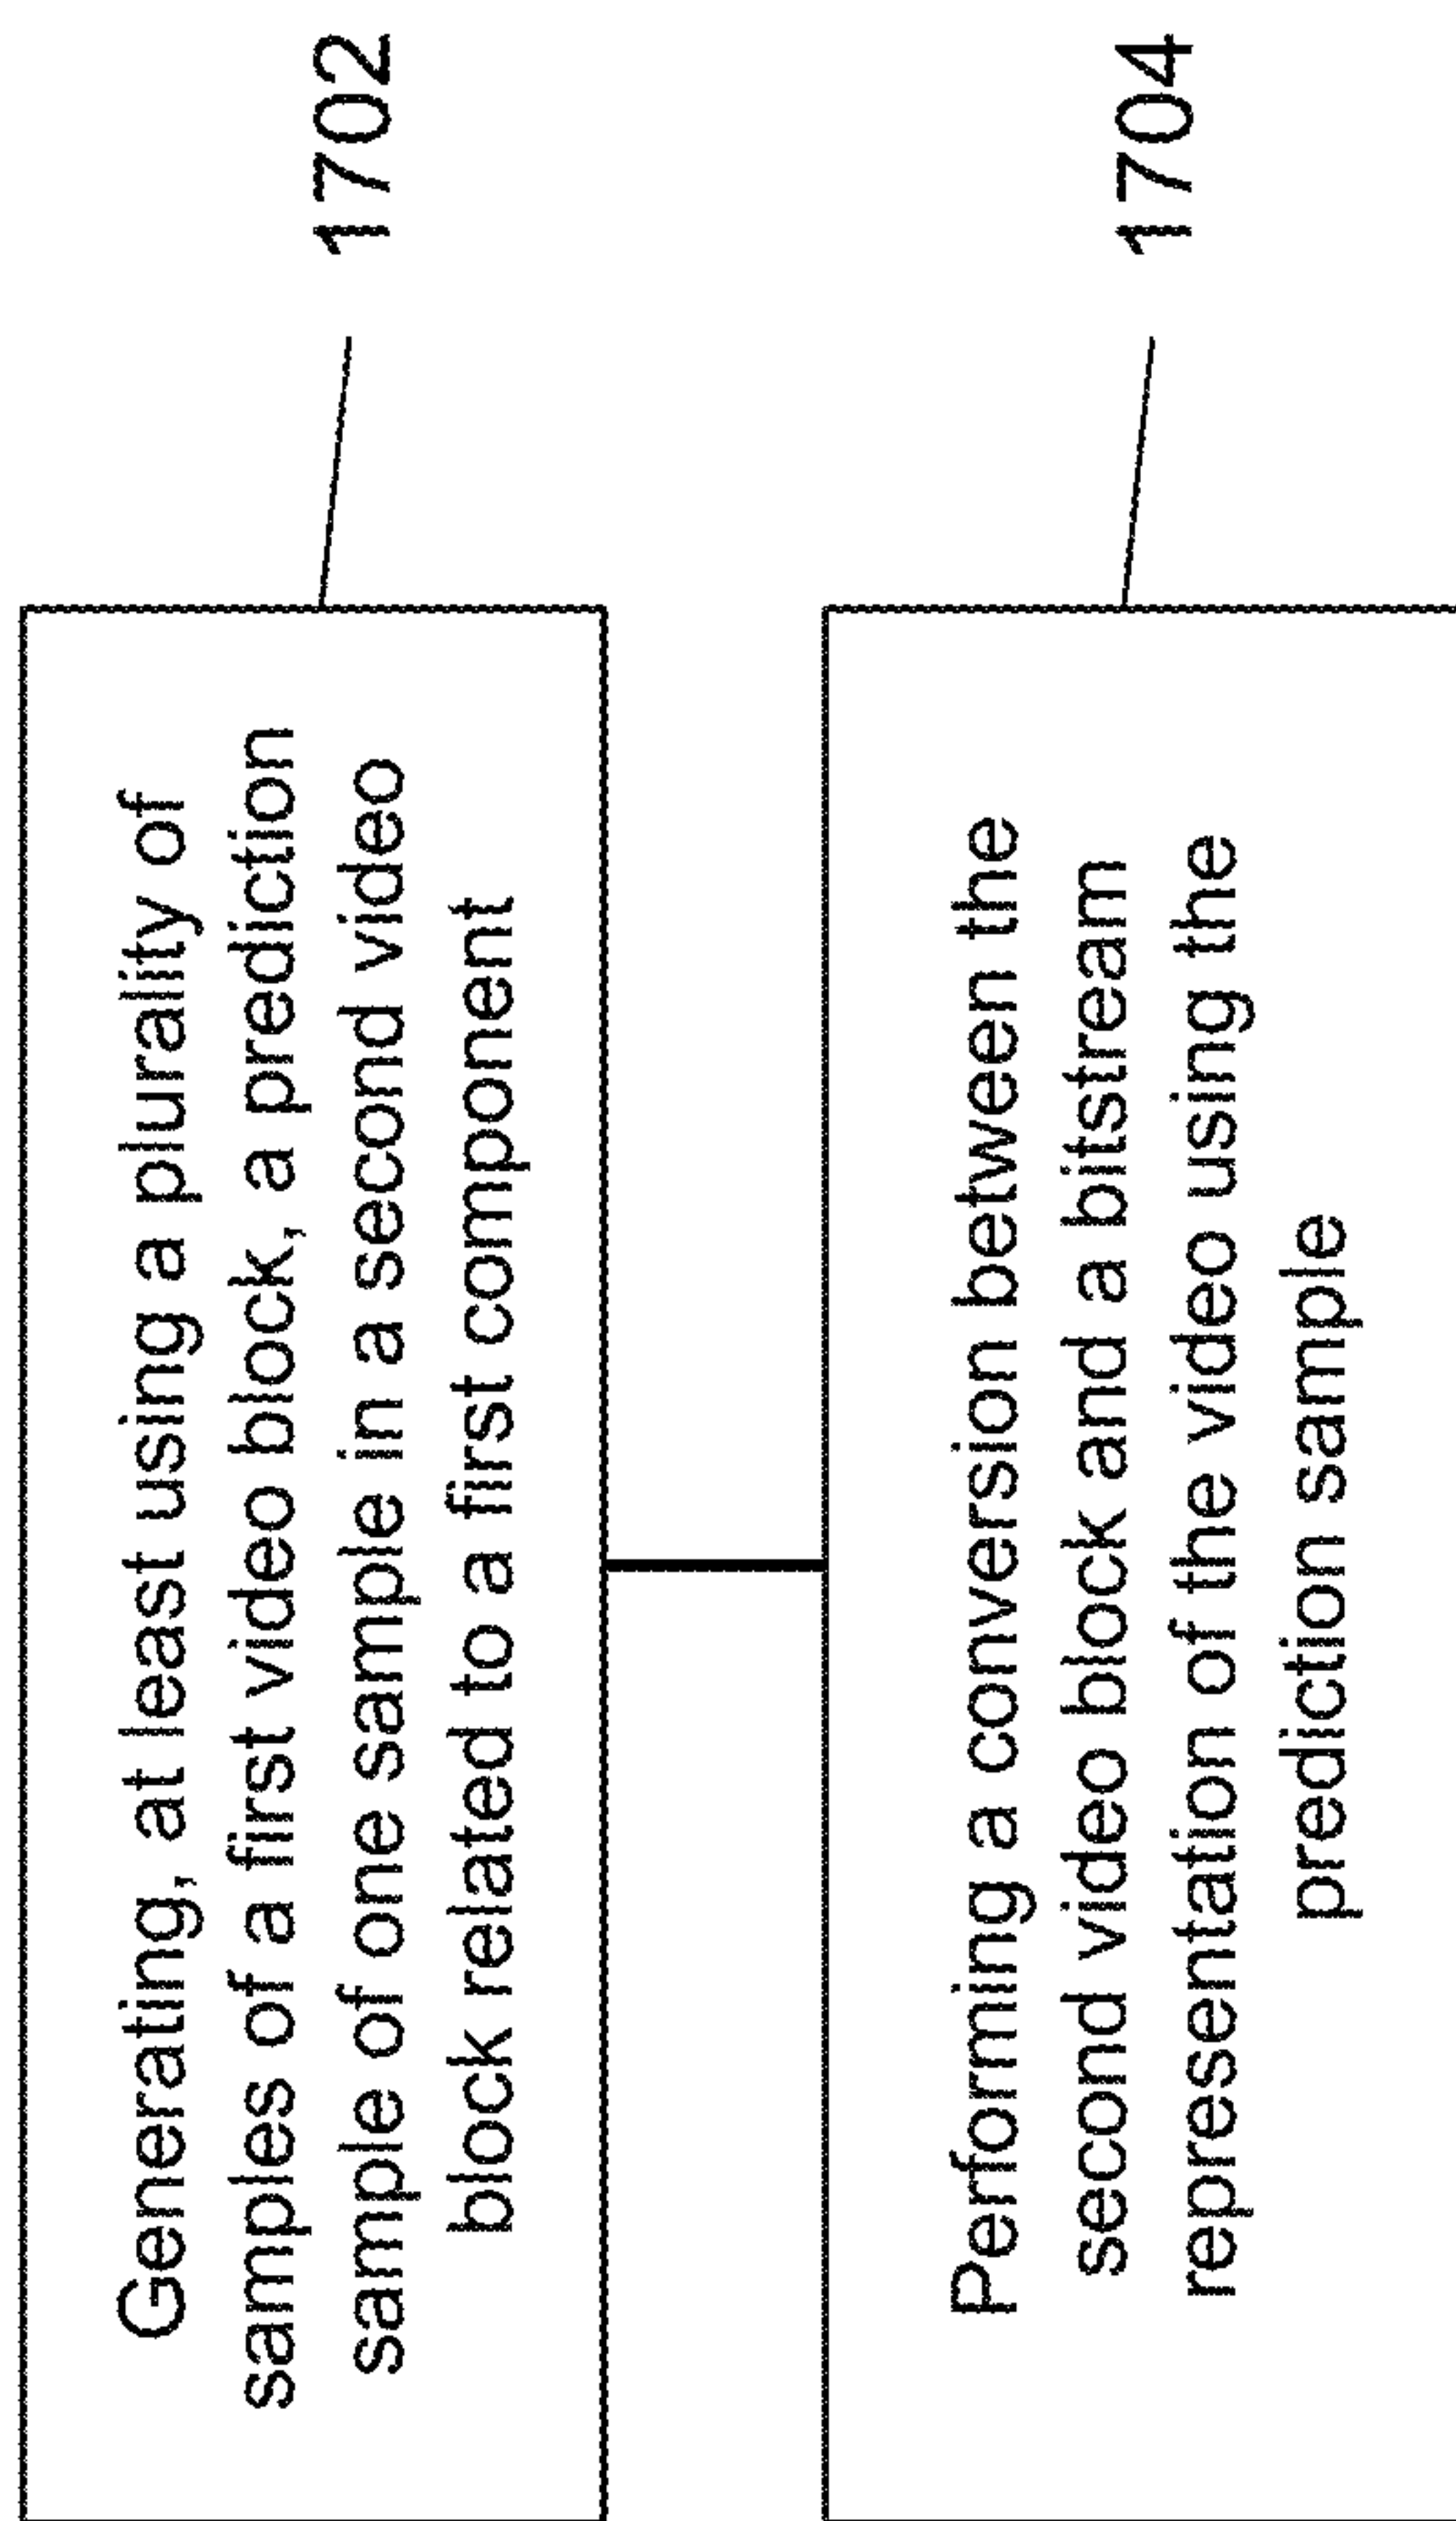 Generating, at least using a plurality of
samples of a first video block, a prediction
sample of one sample in a second video
block related to a first component
1702
Performing a conversion between the
second video block and a bitstream
representation of the video using the
prediction sample
1704